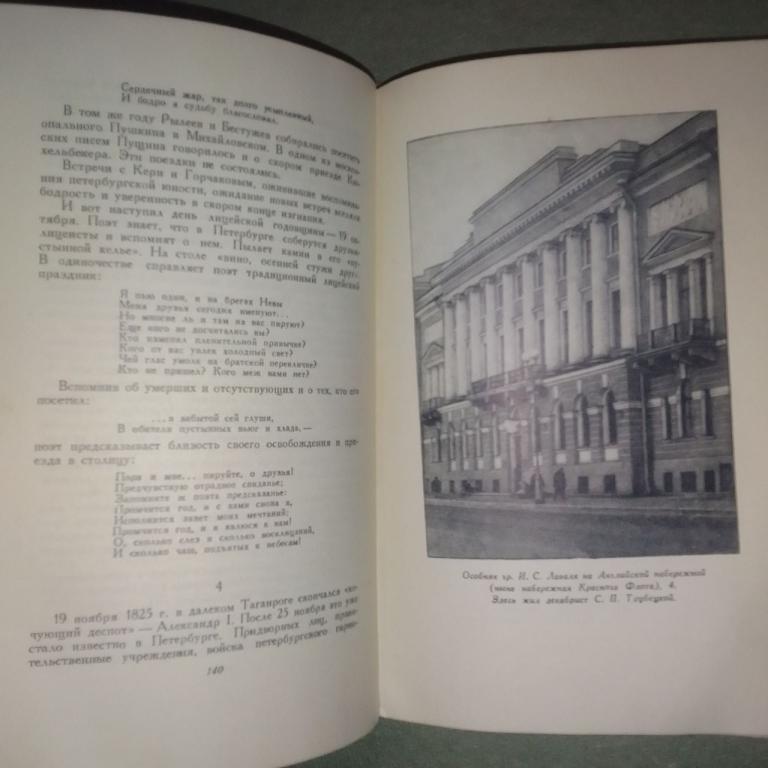 Сердечный жар, так долго усыпленный,
И бодро я судьбу благословил.
В том же году Рылеев и Бестужев собирались посетить
опального Пушкина в Михайловском. В одном из москов-
ских писем Пущина говорилось и о скором приезде Кю-
хельбекера. Эти поездки не состоялись.
Встречи с Керн и Горчаковым, оживившие воспомина-
ния петербургской юности, ожидание новых встреч
бодрость и уверенность в скором конце изгнания.
И вот наступил день лицейской годовщины — 19 ок-
тября. Поэт знает, что в Петербурге соберутся друзья-
лицеисты и вспомнят о нем. Пылает камин в его «пу-
стынной келье». На столе «вино, осенней стужи друг».
В одиночестве справляет поэт традиционный лицейский
праздник:
Я пью один, и на брегах Невы
Меня друзья сегодня именуют...
Но многие ль и там из вас пируют?
Еще кого не досчитались вы?
Кто изменил пленительной привычке?
Кого от вас увлек холодный свет?
Чей глас умолк на братской перекличке?
Кто не пришел? Кого меж вами нет?
Вспомнив об умерших и отсутствующих и о тех, кто его
посетил:
...в забытой сей глуши,
В обители пустынных вьюг и хлада,—
поэт предсказывает близость своего освобождения и при-
езда в столицу:
Пора и мне... пируйте, о друзья!
Предчувствую отрадное свиданье;
Запомните ж поэта предсказанье:
Промчится год, и с вами снова я,
Исполнится завет моих мечтаний;
Промчится год, и я явлюся к вам!
О, сколько слез и сколько восклицаний,
И сколько чаш, подъятых к небесам!
4
19 ноября 1825 г. в далеком Таганроге скончался «ко-
чующий деспот» — Александр I. После 25 ноября это уже
стало известно в Петербурге. Придворных лиц, прави-
тельственные учреждения, войска петербургского гарни-
140
Особняк гр. И. С. Лаваля на Английской набережной
(ныне набережная Красного Флота), 4.
Здесь жил декабрист С. П. Трубецкой.